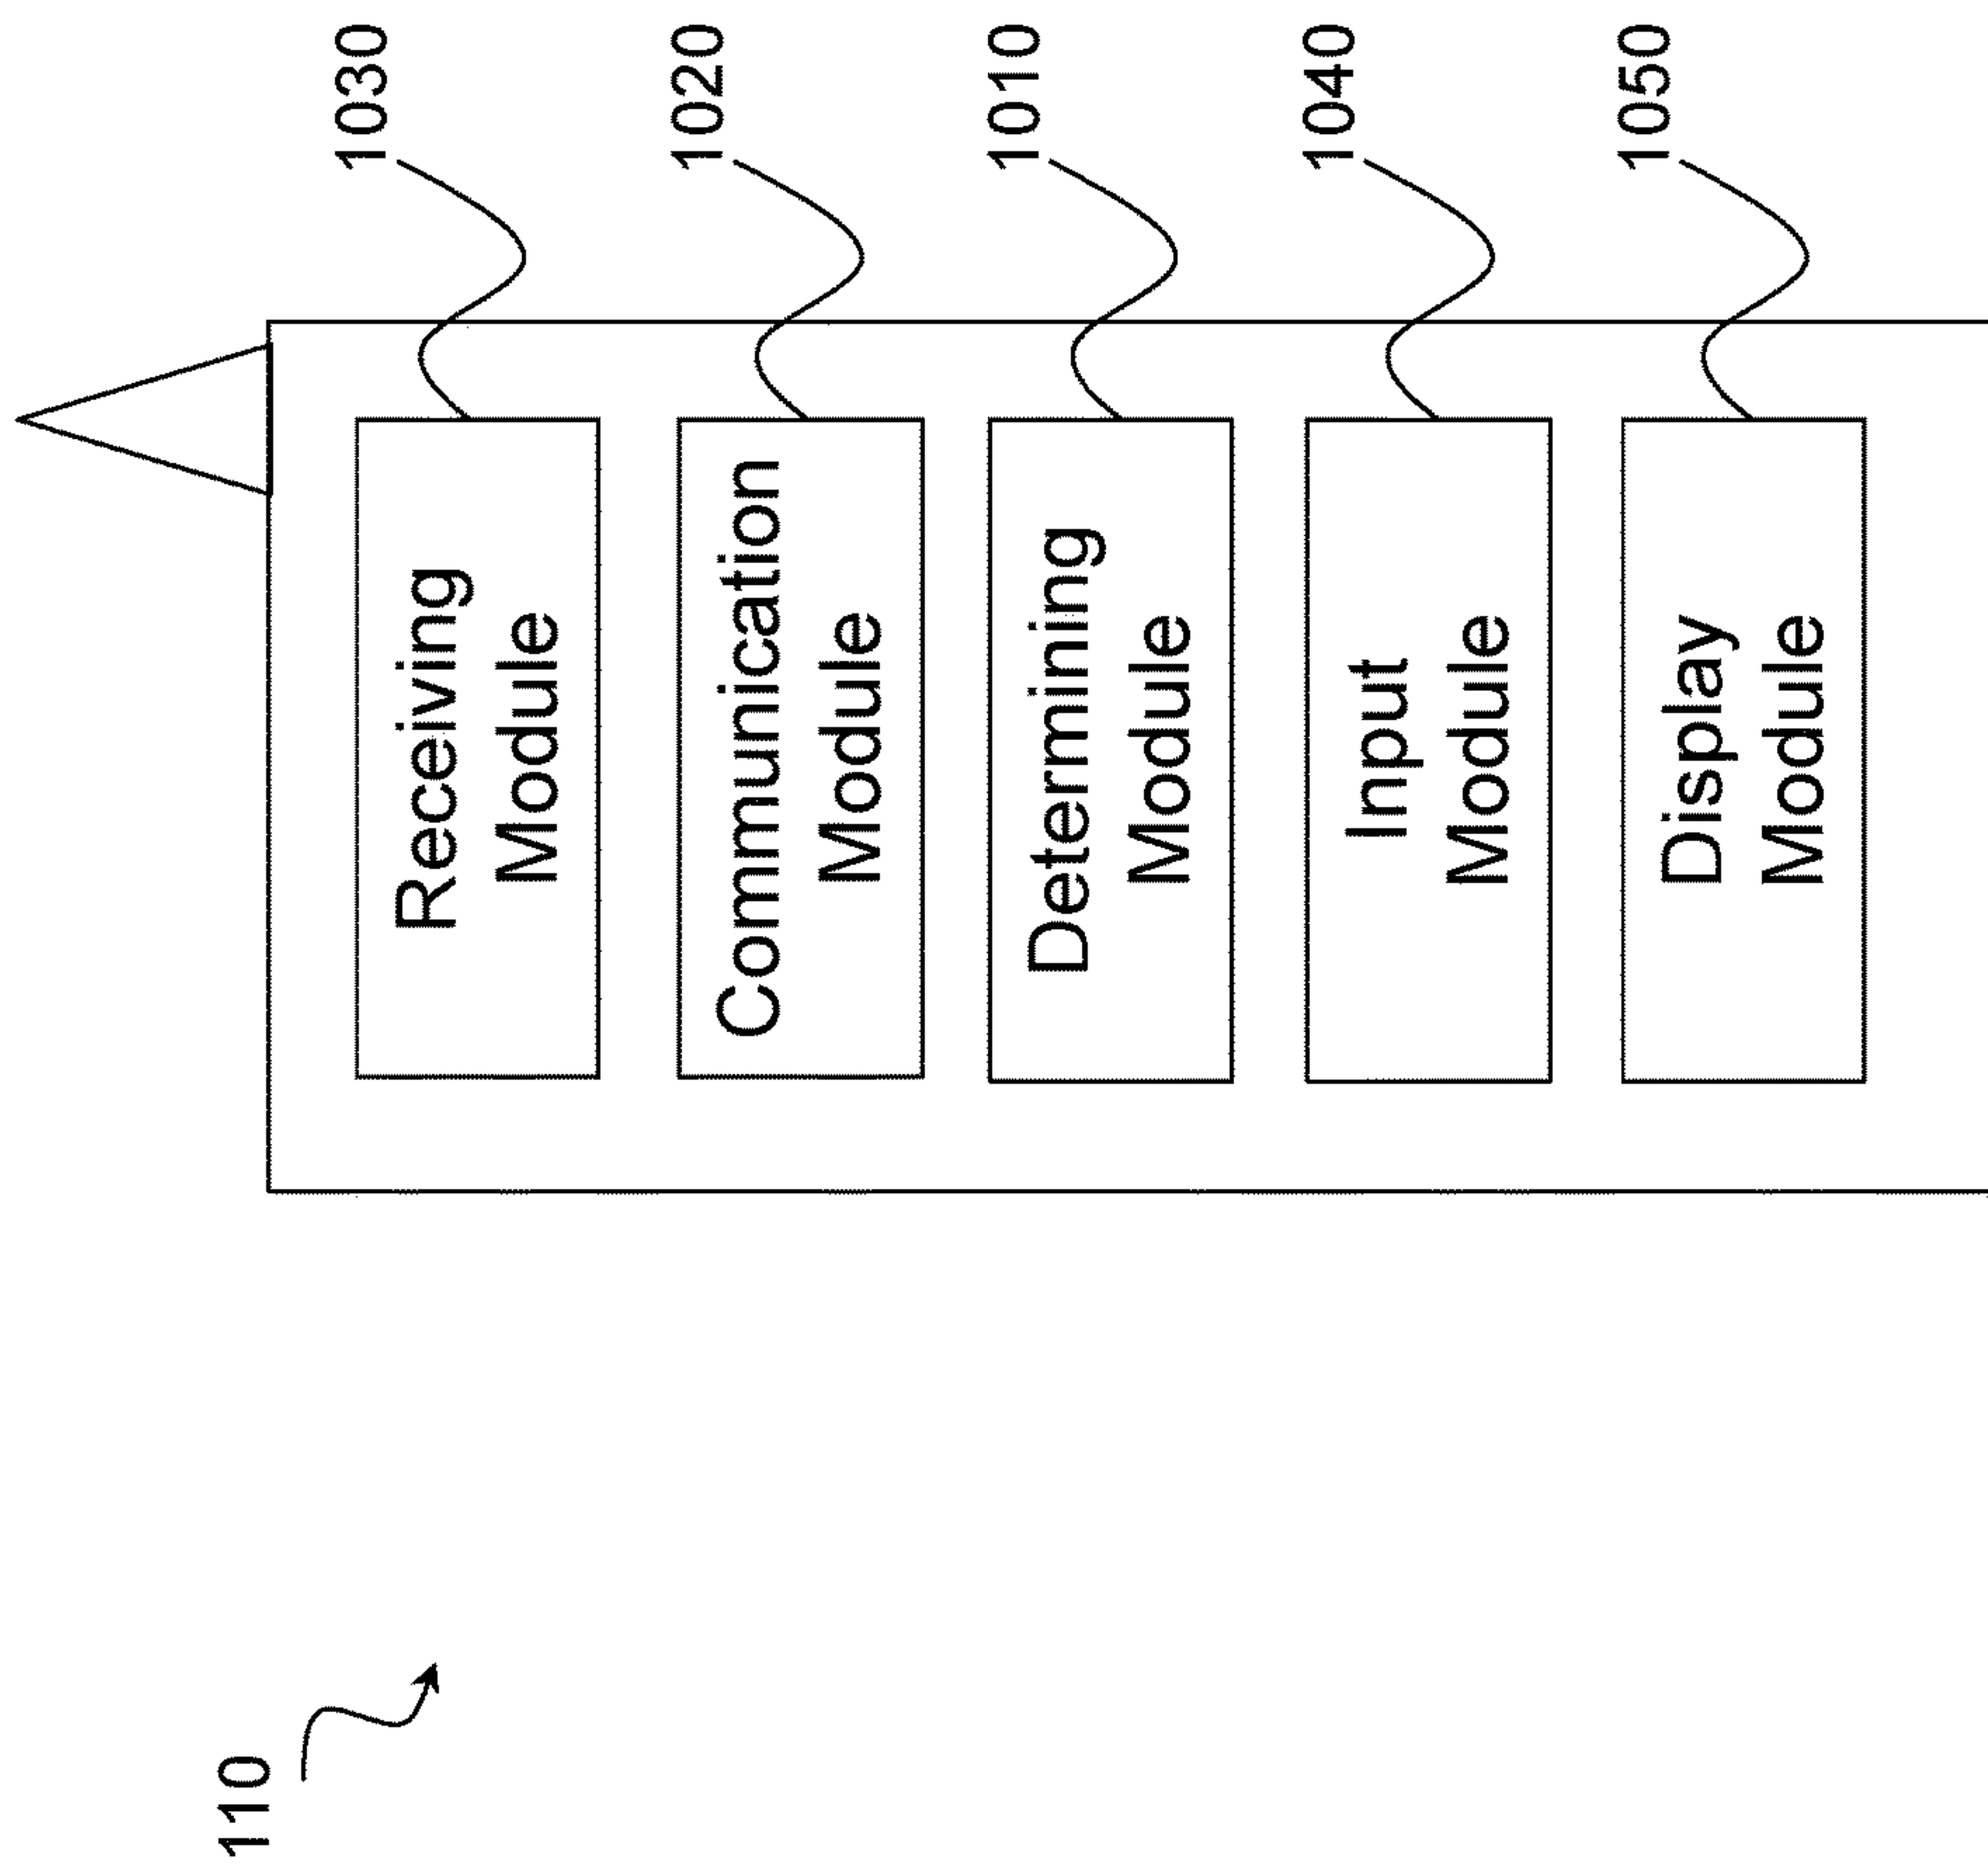 110
Receiving
Module
1030
Communication
Module
1020
Determining
Module
1010
Input
Module
1040
Display
Module
1050